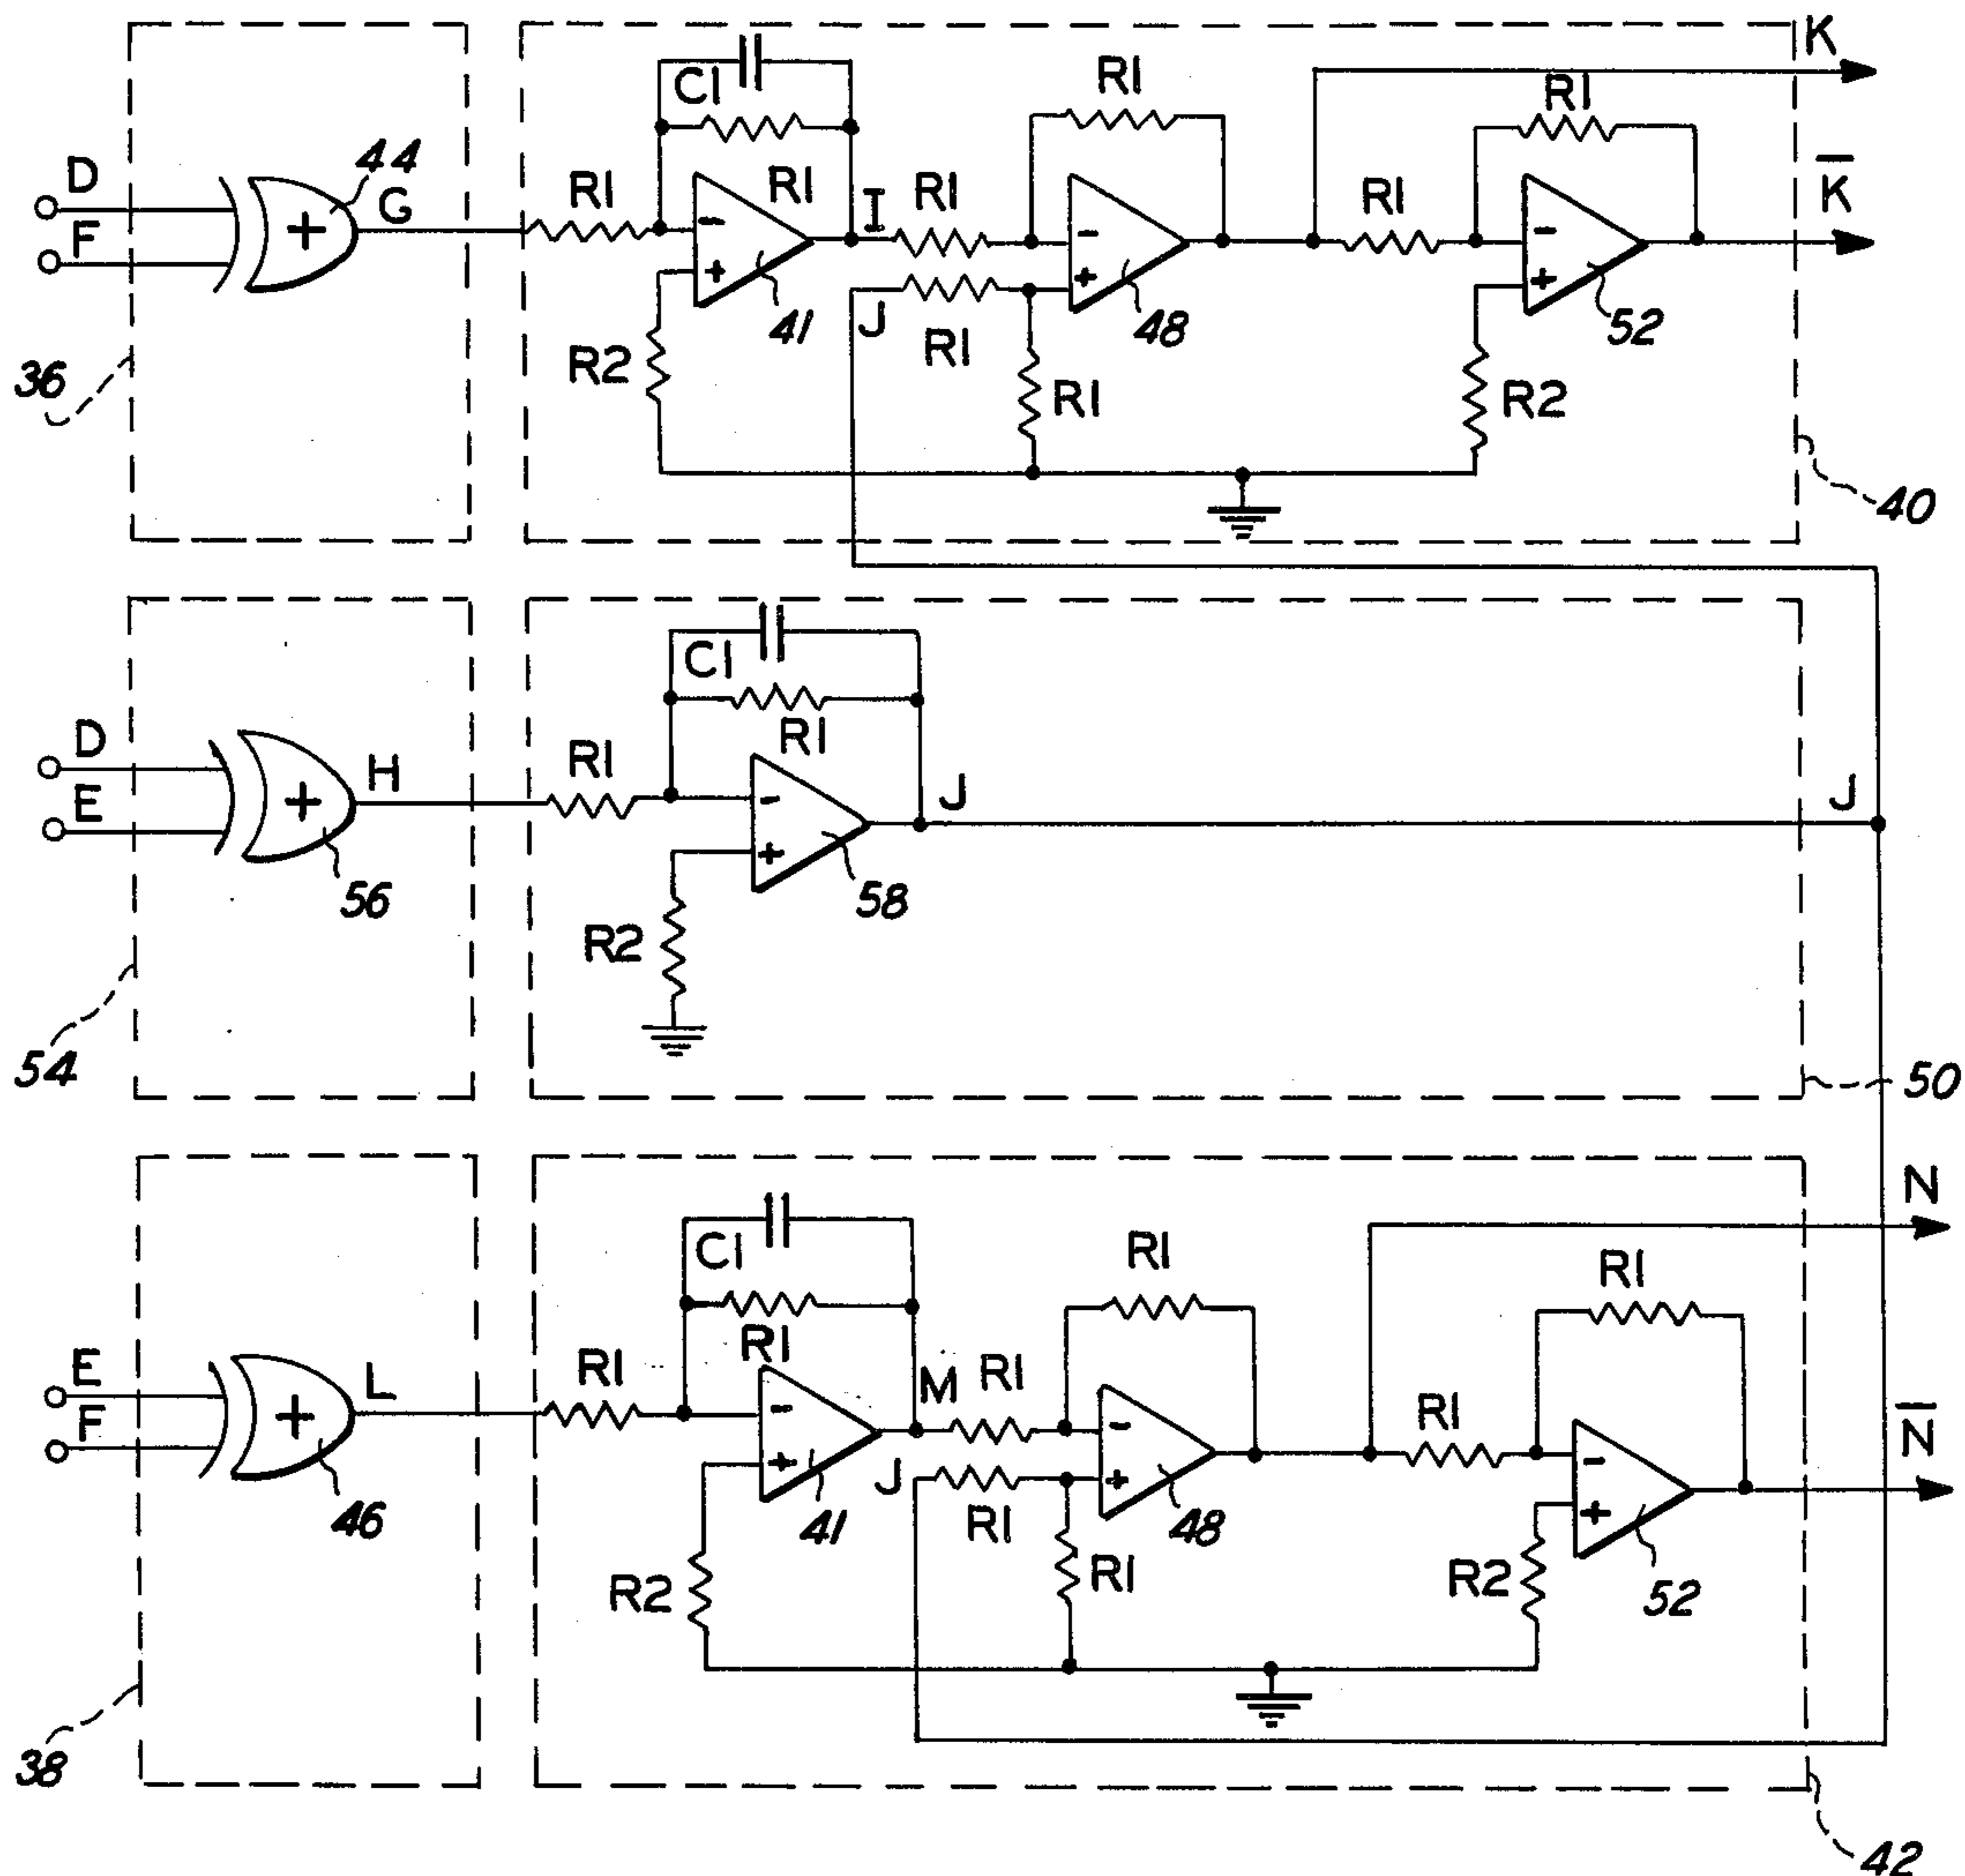 K
C1
R1
R1
D
44
G
R1
R1
I
R1
R1
K̅
F
-
-
-
+
+
+
+
41
J
48
52
36
R2
R1
R1
R2
40
C1
D
H
R1
R1
J
J
E
+
-
+
56
58
R2
54
50
N
C1
R1
R1
E
L
R1
R1
M
R1
R1
N̅
F
+
-
-
-
+
+
+
J
46
41
R1
48
R2
R1
R2
52
38
42